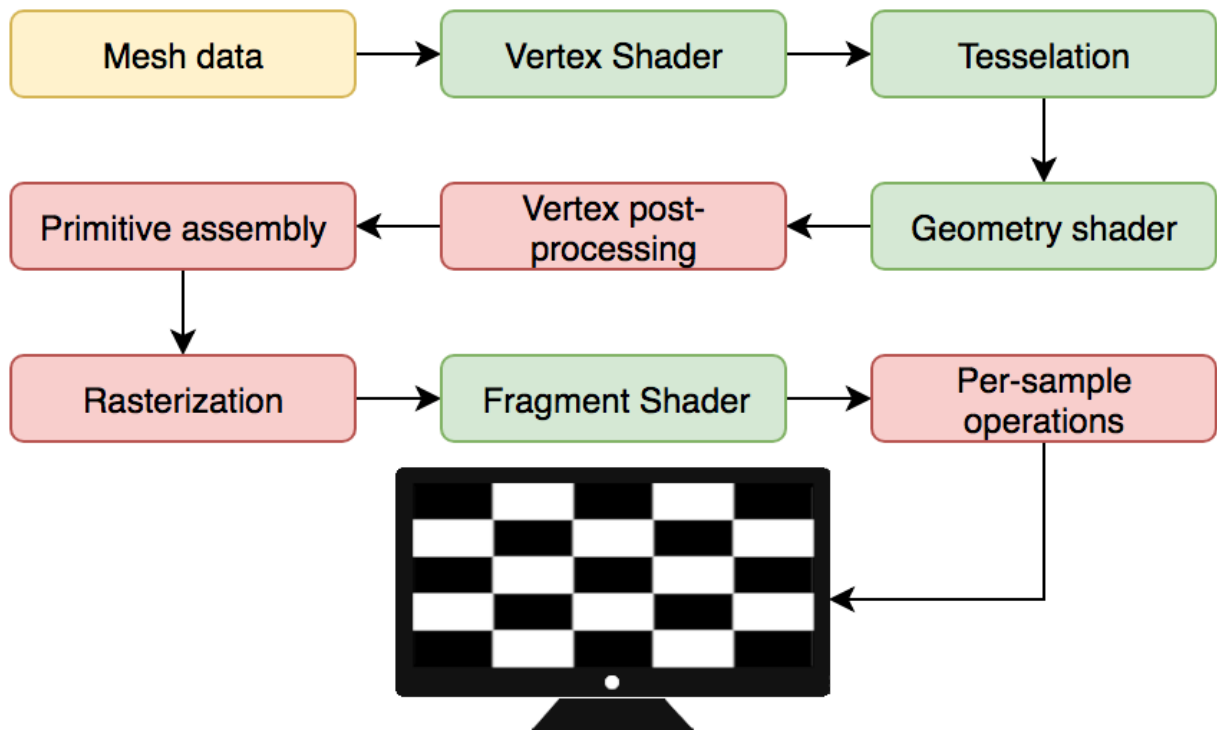 Mesh data
Vertex Shader
Tesselation
Primitive assembly
Vertex post-
processing
Geometry shader
Rasterization
Fragment Shader
Per-sample
operations